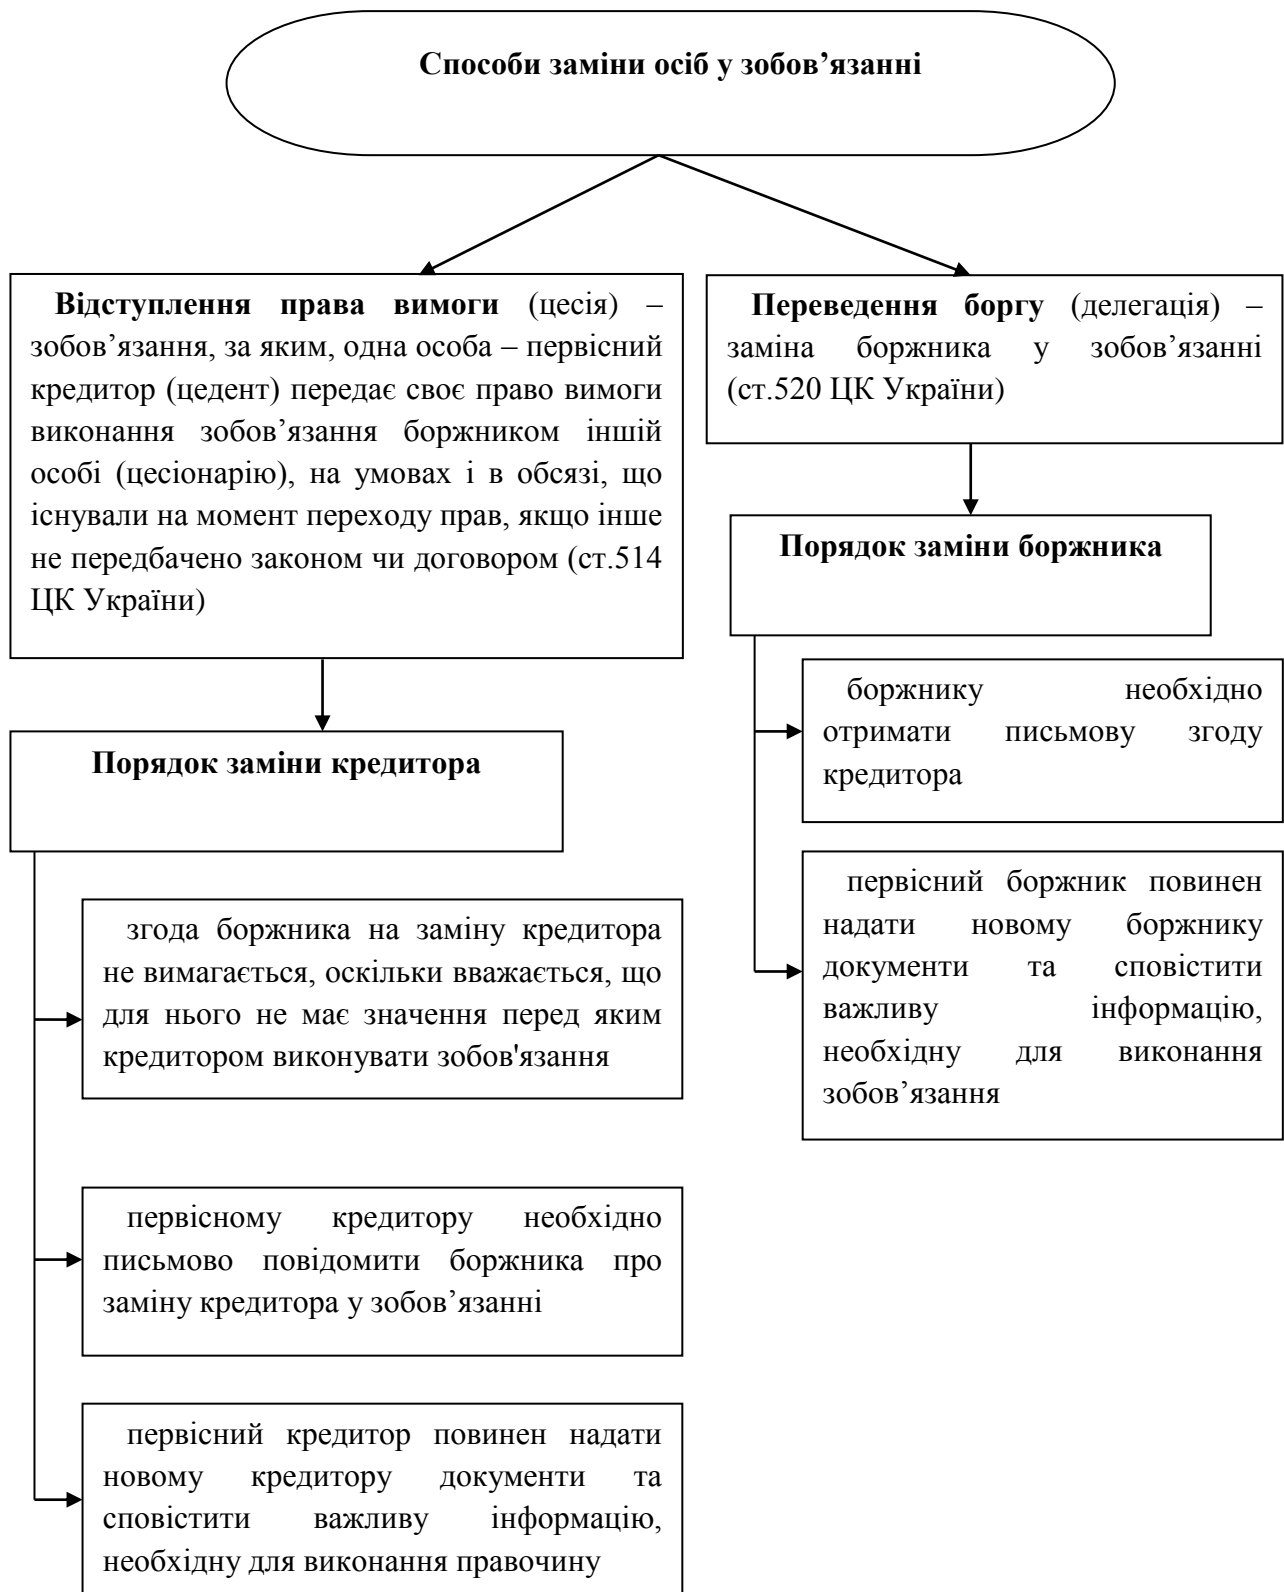 Способи заміни осіб у зобов’язанні
Відступлення права вимоги (цесія) –
зобов’язання, за яким, одна особа – первісний
кредитор (цедент) передає своє право вимоги
виконання зобов’язання боржником іншій
особі (цесіонарію), на умовах і в обсязі, що
існували на момент переходу прав, якщо інше
не передбачено законом чи договором (ст.514
ЦК України)
Порядок заміни кредитора
згода боржника на заміну кредитора
не вимагається, оскільки вважається, що
для нього не має значення перед яким
кредитором виконувати зобов'язання
первісному кредитору необхідно
письмово повідомити боржника про
заміну кредитора у зобов’язанні
первісний кредитор повинен надати
новому кредитору документи та
сповістити важливу інформацію,
необхідну для виконання правочину
Переведення боргу (делегація) –
заміна боржника у зобов’язанні
(ст.520 ЦК України)
Порядок заміни боржника
боржнику необхідно
отримати письмову згоду
кредитора
первісний боржник повинен
надати новому боржнику
документи та сповістити
важливу інформацію,
необхідну для виконання
зобов’язання